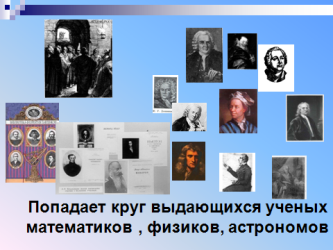 Попадает круг выдающихся ученых
математиков , физиков, астрономов